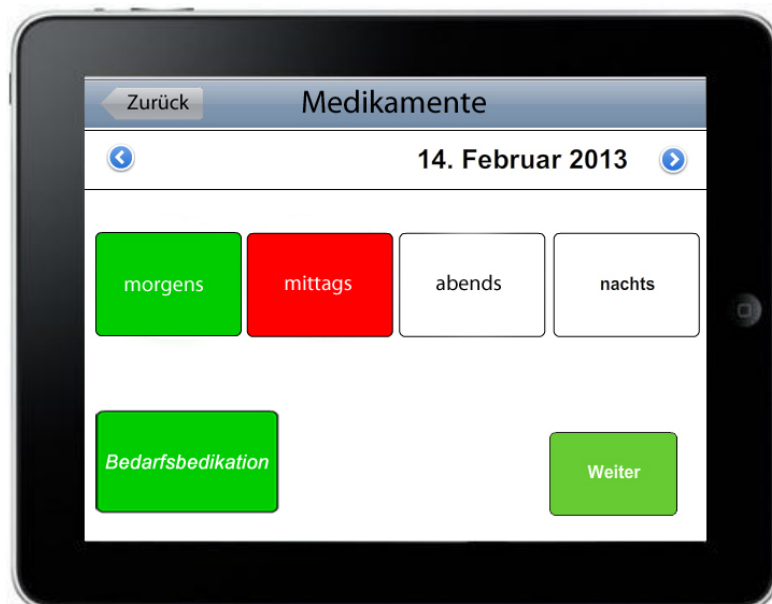 Zurück
Medikamente
14. Februar 2013
morgens
mittags
abends
nachts
Bedarfsbedikation
Weiter